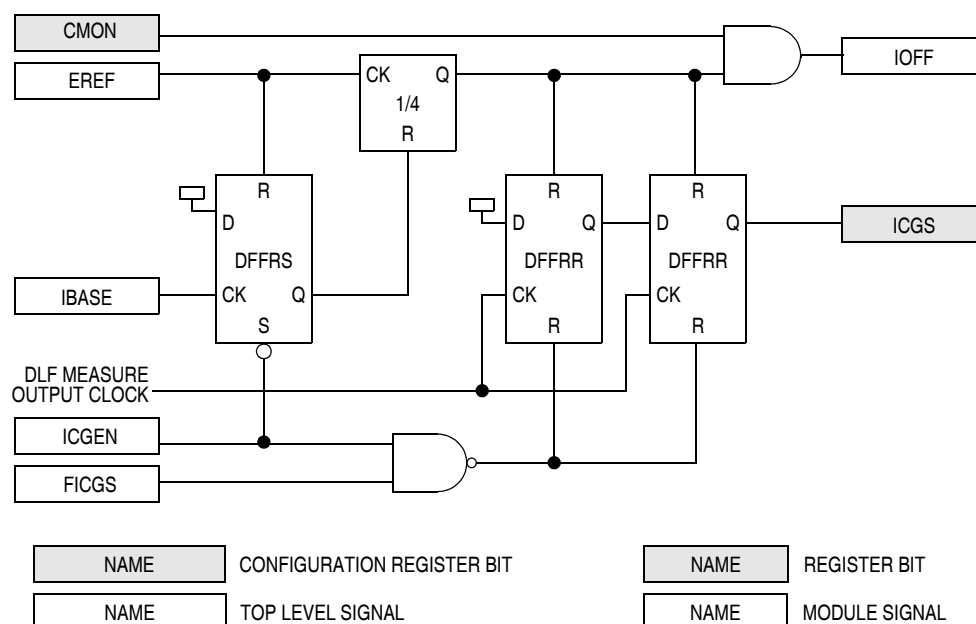 CMON
IOFF
EREF
CK Q
1/4
R
R
D
DFFRS
CK Q
S
R
D Q
DFFRR
CK
R
R
D Q
DFFRR
CK
R
ICGS
IBASE
DLF MEASURE
OUTPUT CLOCK
ICGEN
FICGS
NAME CONFIGURATION REGISTER BIT
NAME REGISTER BIT
NAME TOP LEVEL SIGNAL
NAME MODULE SIGNAL